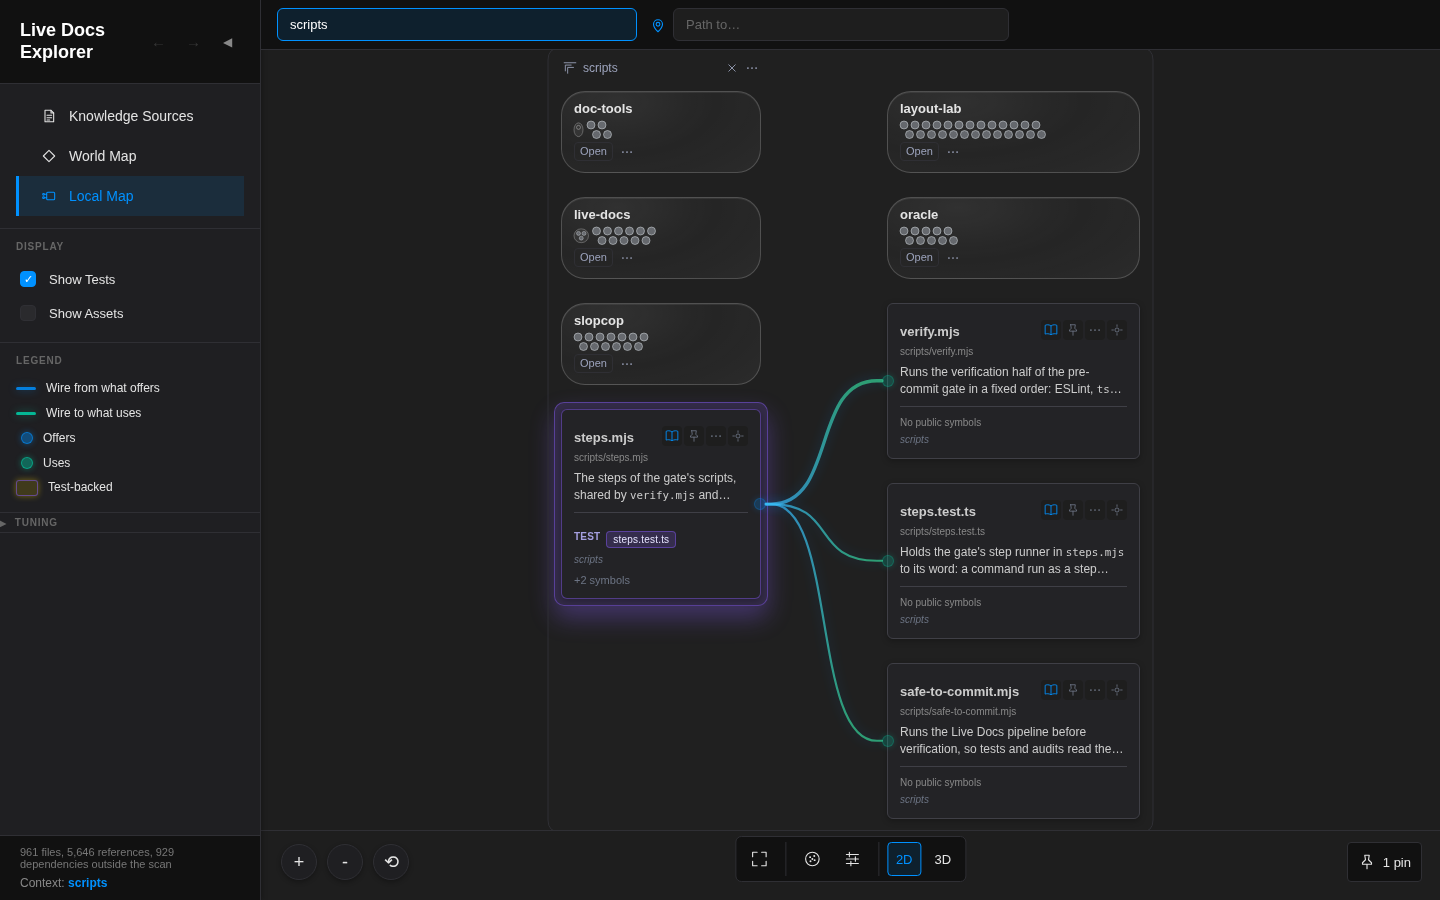 Live Docs
Explorer
Knowledge Sources
World Map
Local Map
DISPLAY
Show Tests
Show Assets
LEGEND
Wire from what offers
Wire to what uses
Offers
Uses
Test-backed
TUNING
961 files, 5,646 references, 929
dependencies outside the scan
Context: scripts
scripts
Path to…
scripts
doc-tools
Open
layout-lab
Open
live-docs
Open
oracle
Open
slopcop
Open
verify.mjs
scripts/verify.mjs
Runs the verification half of the pre-
commit gate in a fixed order: ESLint, ts…
No public symbols
scripts
steps.mjs
scripts/steps.mjs
The steps of the gate's scripts,
shared by verify.mjs and…
TEST steps.test.ts
scripts
+2 symbols
steps.test.ts
scripts/steps.test.ts
Holds the gate's step runner in steps.mjs
to its word: a command run as a step…
No public symbols
scripts
safe-to-commit.mjs
scripts/safe-to-commit.mjs
Runs the Live Docs pipeline before
verification, so tests and audits read the…
No public symbols
scripts
+ -
2D 3D
1 pin